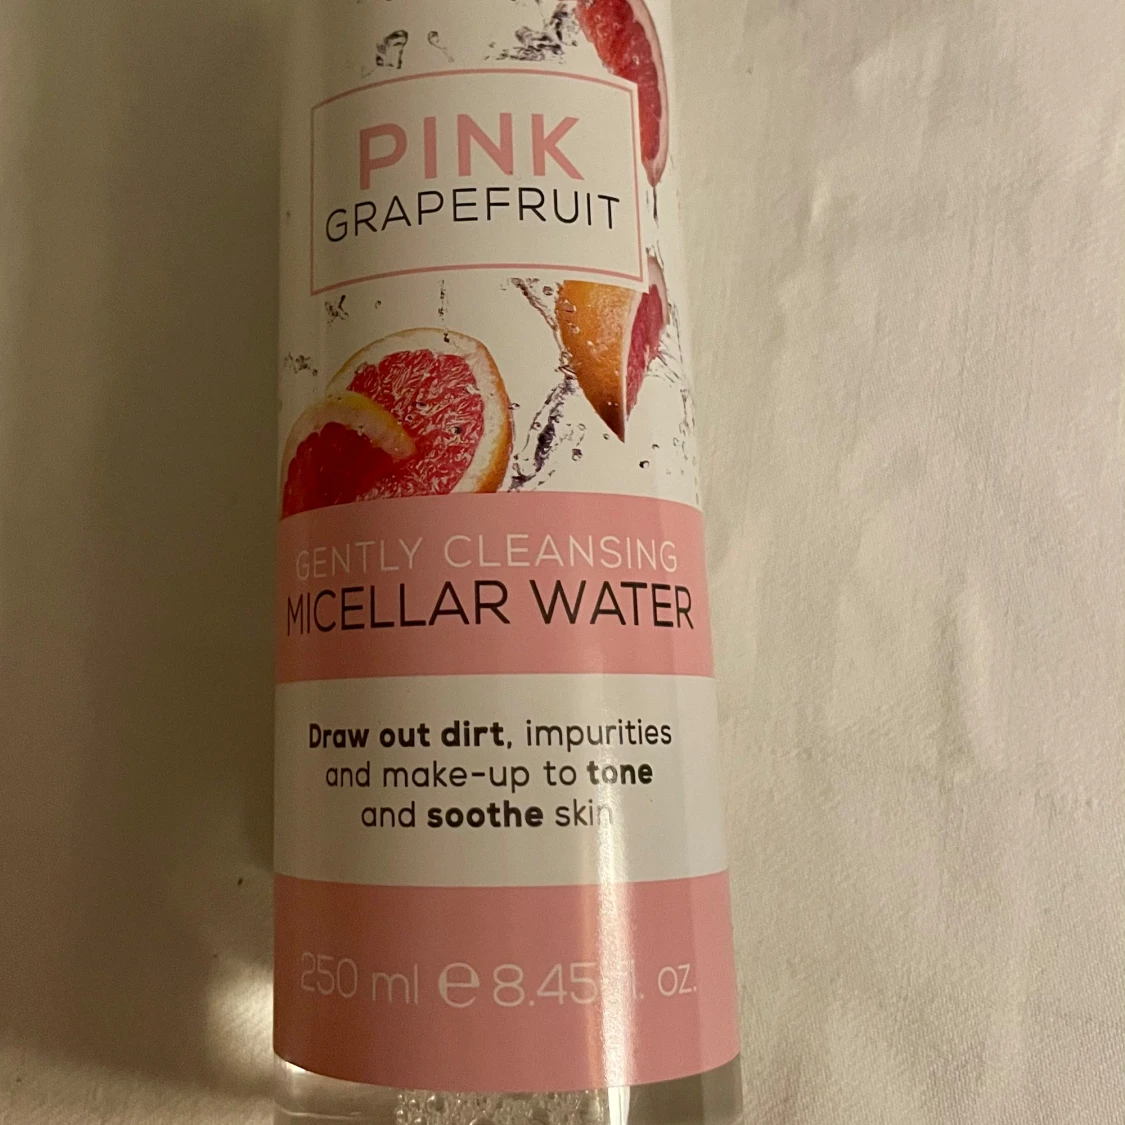 PINK
GRAPEFRUIT
GENTLY CLEANSING
MICELLAR WATER
Draw out dirt, impurities
and make-up to tone
and soothe skin
250 ml e 8.45 fl. oz.